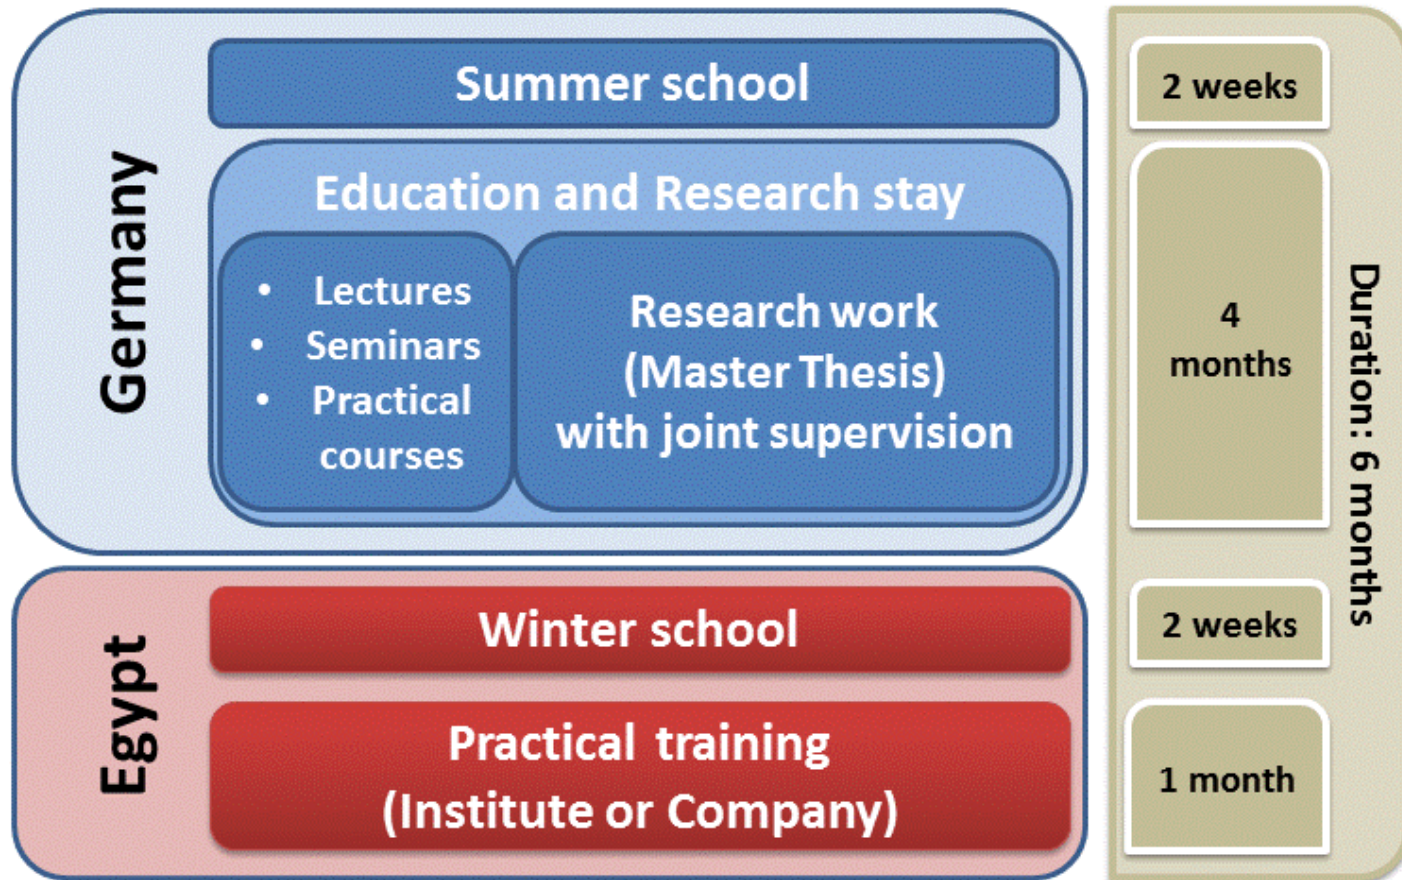 Germany
Summer school
2 weeks
Education and Research stay
• Lectures
• Seminars
• Practical
courses
Research work
(Master Thesis)
with joint supervision
4
months
Egypt
Winter school
2 weeks
Practical training
(Institute or Company)
1 month
Duration: 6 months